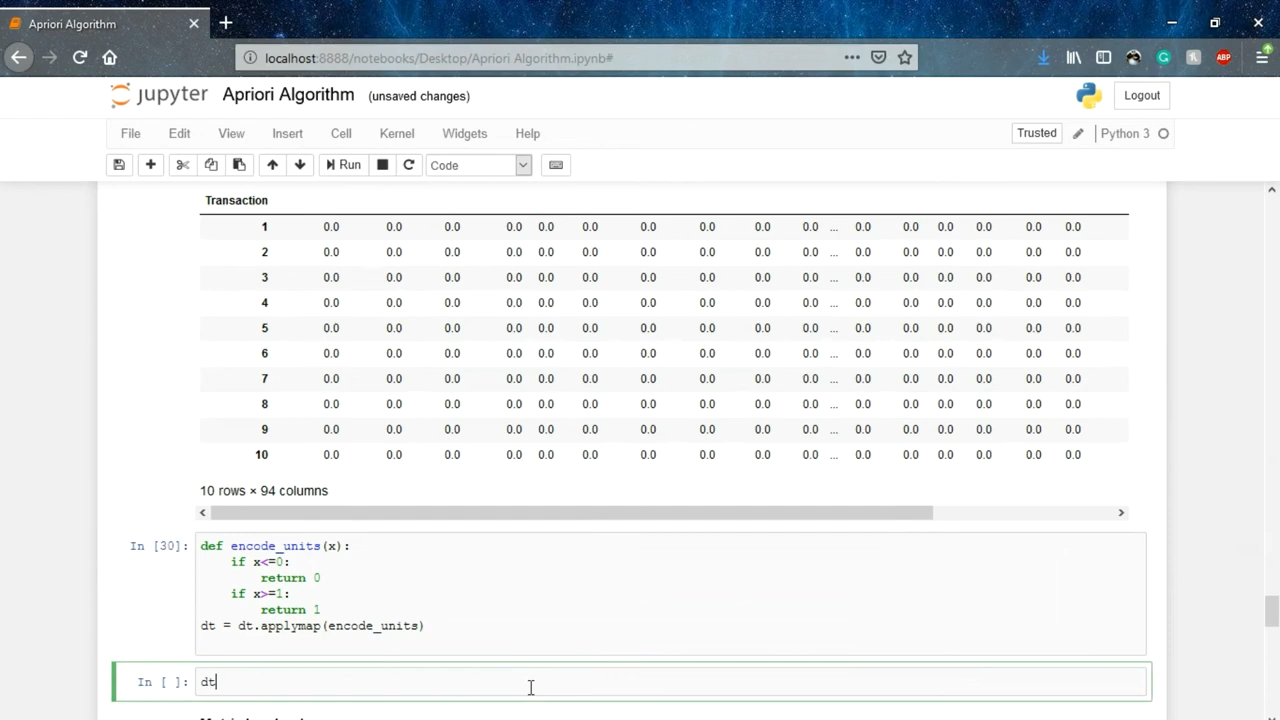 Apriori Algorithm
localhost:8888/notebooks/Desktop/Apriori Algorithm.ipynb#
ABP
jupyter Apriori Algorithm (unsaved changes) Logout
File Edit View Insert Cell Kernel Widgets Help Trusted Python 3
Run Code
Transaction
1 0.0 0.0 0.0 0.0 0.0 0.0 0.0 0.0 0.0 0.0 ... 0.0 0.0 0.0 0.0 0.0 0.0
2 0.0 0.0 0.0 0.0 0.0 0.0 0.0 0.0 0.0 0.0 ... 0.0 0.0 0.0 0.0 0.0 0.0
3 0.0 0.0 0.0 0.0 0.0 0.0 0.0 0.0 0.0 0.0 ... 0.0 0.0 0.0 0.0 0.0 0.0
4 0.0 0.0 0.0 0.0 0.0 0.0 0.0 0.0 0.0 0.0 ... 0.0 0.0 0.0 0.0 0.0 0.0
5 0.0 0.0 0.0 0.0 0.0 0.0 0.0 0.0 0.0 0.0 ... 0.0 0.0 0.0 0.0 0.0 0.0
6 0.0 0.0 0.0 0.0 0.0 0.0 0.0 0.0 0.0 0.0 ... 0.0 0.0 0.0 0.0 0.0 0.0
7 0.0 0.0 0.0 0.0 0.0 0.0 0.0 0.0 0.0 0.0 ... 0.0 0.0 0.0 0.0 0.0 0.0
8 0.0 0.0 0.0 0.0 0.0 0.0 0.0 0.0 0.0 0.0 ... 0.0 0.0 0.0 0.0 0.0 0.0
9 0.0 0.0 0.0 0.0 0.0 0.0 0.0 0.0 0.0 0.0 ... 0.0 0.0 0.0 0.0 0.0 0.0
10 0.0 0.0 0.0 0.0 0.0 0.0 0.0 0.0 0.0 0.0 ... 0.0 0.0 0.0 0.0 0.0 0.0
10 rows × 94 columns
In [30]: def encode_units(x):
if x<=0:
return 0
if x>=1:
return 1
dt = dt.applymap(encode_units)
In [ ]: dt